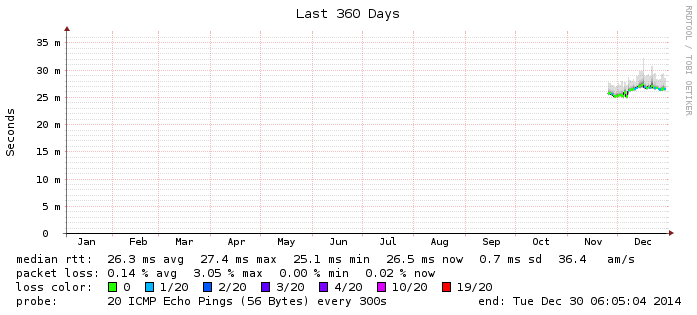 Last 360 Days
RRDTOOL / TOBI OETIKER
Seconds
35 m
30 m
25 m
20 m
15 m
10 m
5 m
0
Jan Feb Mar Apr May Jun Jul Aug Sep Oct Nov Dec
median rtt: 26.3 ms avg 27.4 ms max 25.1 ms min 26.5 ms now 0.7 ms sd 36.4 am/s
packet loss: 0.14 % avg 3.05 % max 0.00 % min 0.02 % now
loss color: 0 1/20 2/20 3/20 4/20 10/20 19/20
probe: 20 ICMP Echo Pings (56 Bytes) every 300s end: Tue Dec 30 06:05:04 2014